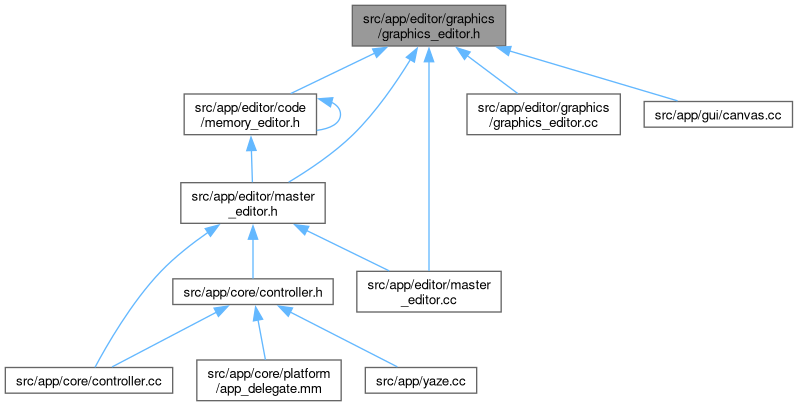 src/app/editor/graphics
/graphics_editor.h
src/app/editor/code
/memory_editor.h
src/app/editor/graphics
/graphics_editor.cc
src/app/gui/canvas.cc
src/app/editor/master
_editor.h
src/app/core/controller.h
src/app/editor/master
_editor.cc
src/app/core/controller.cc
src/app/core/platform
/app_delegate.mm
src/app/yaze.cc